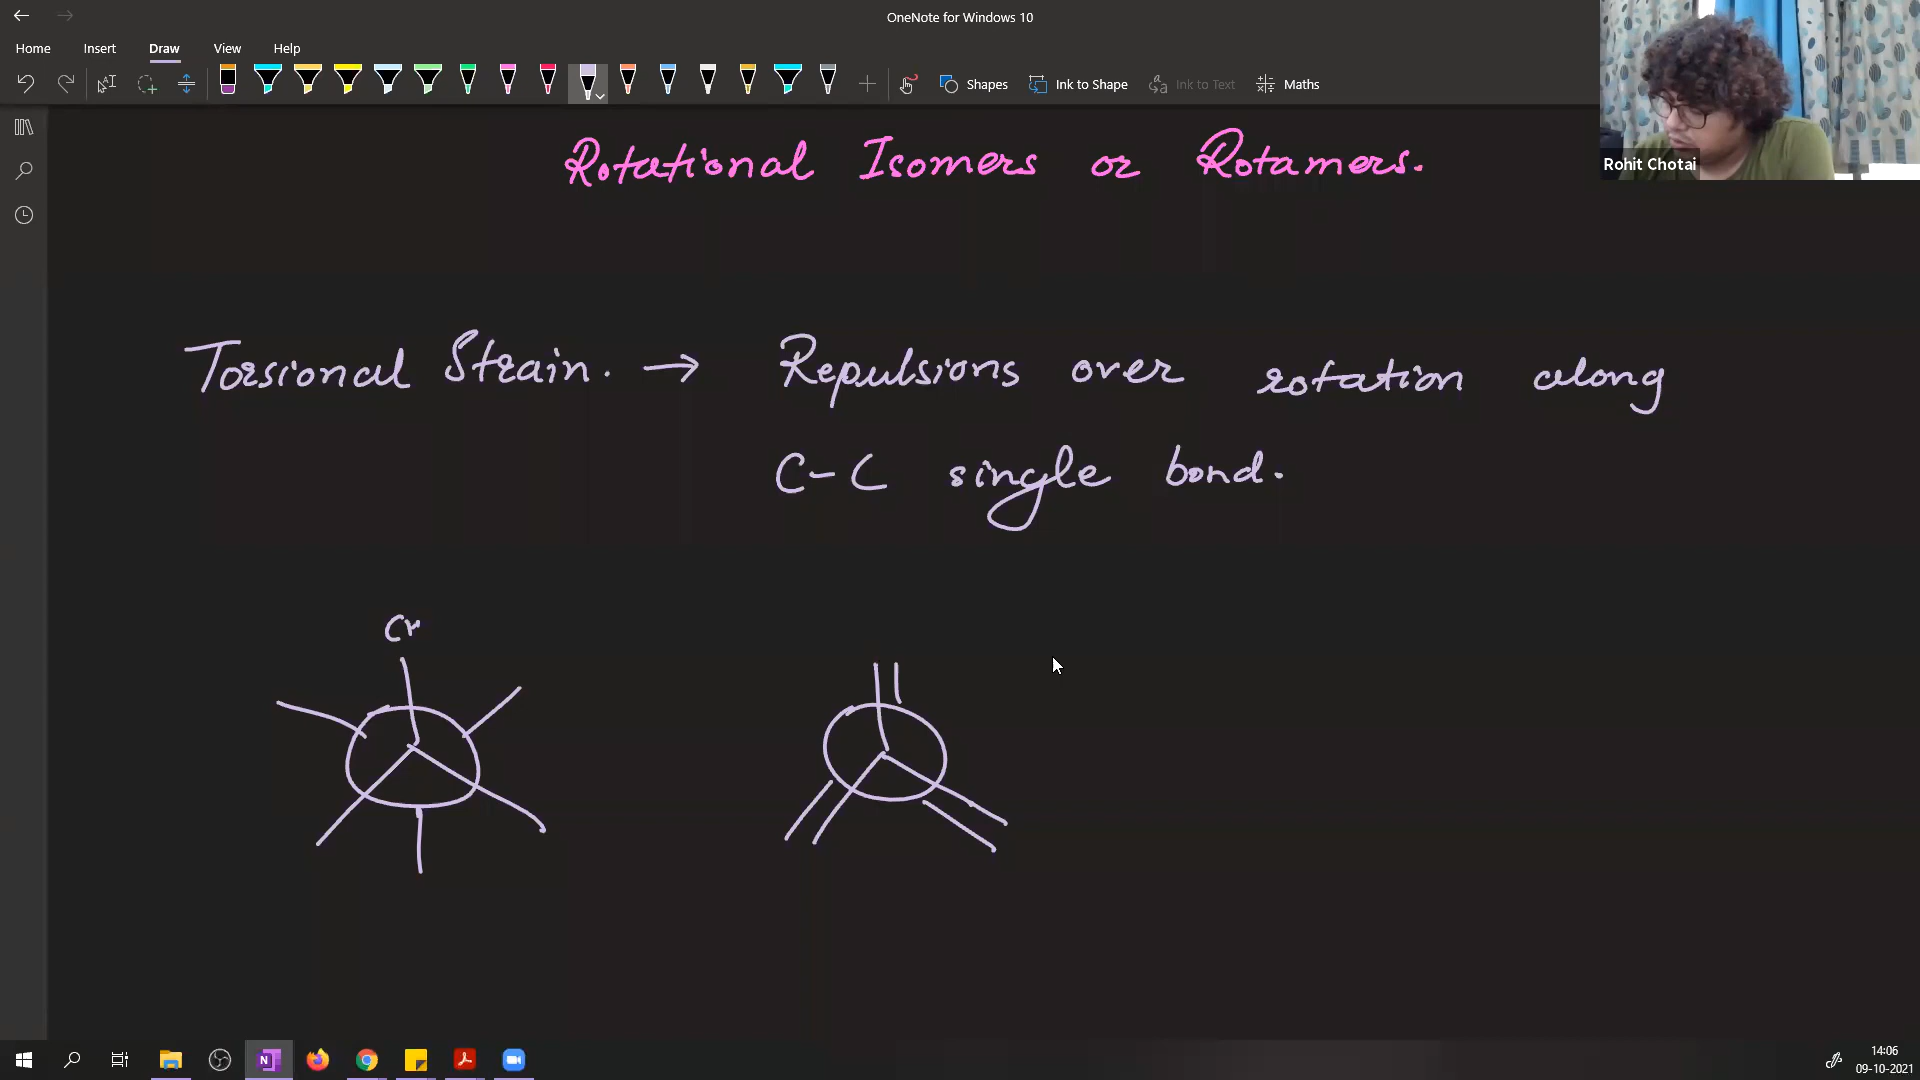 OneNote for Windows 10
Home Insert Draw View Help
Shapes Ink to Shape Ink to Text Maths
Rohit Chotai
Rotational Isomers or Rotamers.
Torsional Strain. → Repulsions over rotation along
C-C single bond.
14:06
09-10-2021